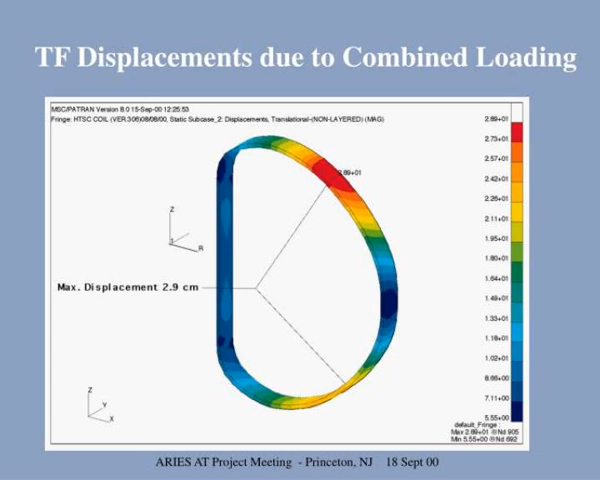 TF Displacements due to Combined Loading
MSC/PATRAN Version 8.0 15-Sep-00 12:25:53
Fringe: HTSC COIL (VER.306)08/08/00, Static Subcase_2: Displacements, Translational-(NON-LAYERED) (MAG)
2.89+01
2.73+01
2.57+01
2.42+01
2.26+01
2.11+01
1.95+01
1.80+01
1.64+01
1.49+01
1.33+01
1.18+01
1.02+01
8.66+00
7.11+00
5.55+00
2.89+01
Z
R
Max. Displacement 2.9 cm
Z
Y
X
default_Fringe :
Max 2.89+01 @Nd 905
Min 5.55+00 @Nd 692
ARIES AT Project Meeting - Princeton, NJ 18 Sept 00